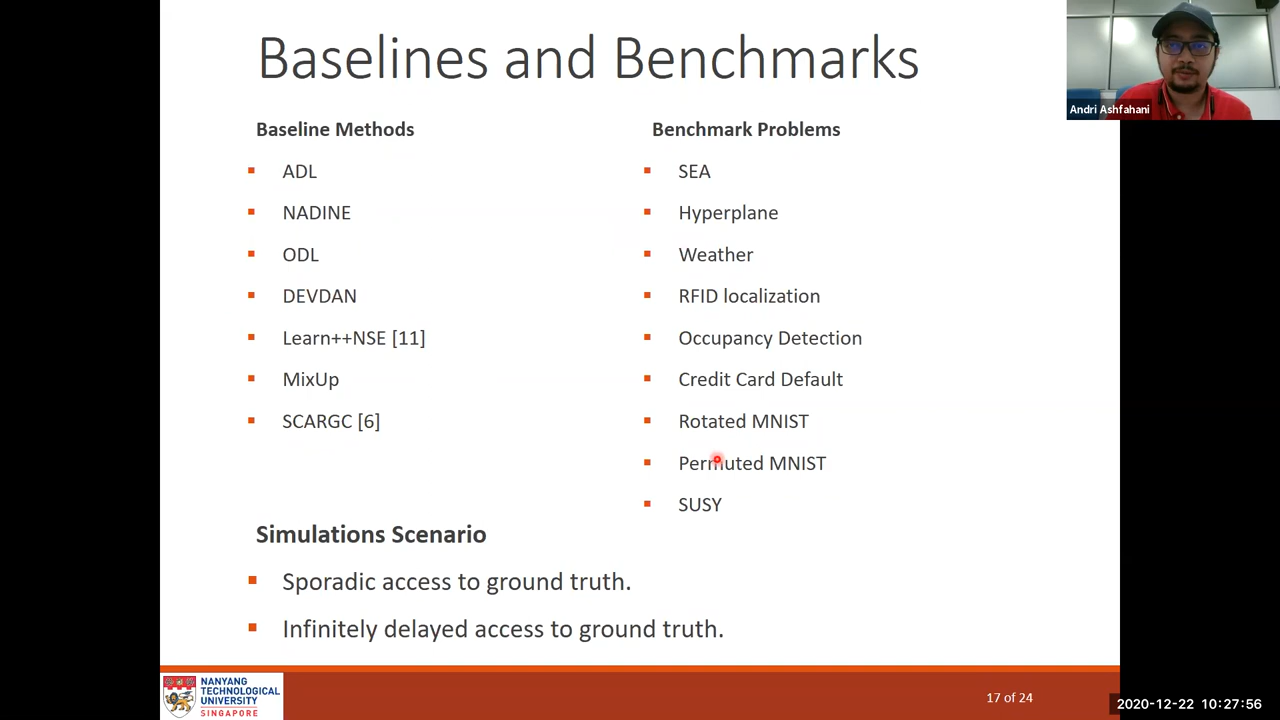 Baselines and Benchmarks
Andri Ashfahani
Baseline Methods
ADL
NADINE
ODL
DEVDAN
Learn++NSE [11]
MixUp
SCARGC [6]
Benchmark Problems
SEA
Hyperplane
Weather
RFID localization
Occupancy Detection
Credit Card Default
Rotated MNIST
Permuted MNIST
SUSY
Simulations Scenario
Sporadic access to ground truth.
Infinitely delayed access to ground truth.
NANYANG
TECHNOLOGICAL
UNIVERSITY
SINGAPORE
17 of 24
2020-12-22 10:27:56